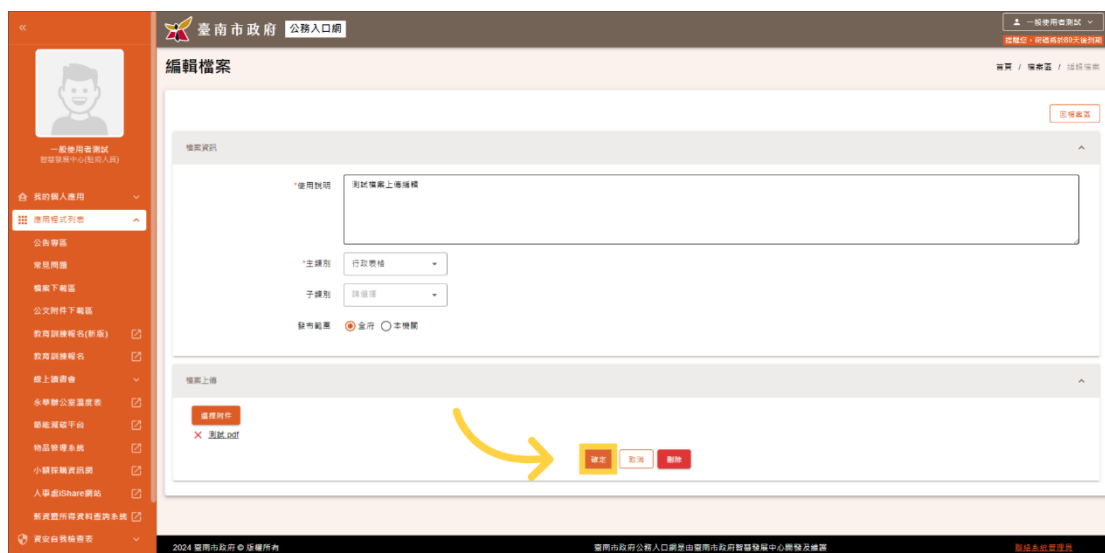 «
臺南市政府 公務入口網
一般使用者測試
提醒您，密碼將於60天後到期
一般使用者測試
智慧發展中心(駐府人員)
我的個人應用
應用程式列表
公告專區
常見問題
檔案下載區
公文附件下載區
教育訓練報名(新版)
教育訓練報名
線上讀書會
永華辦公室溫度表
節能減碳平台
物品管理系統
小額採購資訊網
人事處iShare網站
薪資暨所得資料查詢系統
資安自我檢查表
編輯檔案
首頁 / 檔案區 / 編輯檔案
回檔案區
檔案資訊
*使用說明 測試檔案上傳編輯
*主類別 行政表格
子類別 請選擇
發布範圍 全府 本機關
檔案上傳
選擇附件
測試.pdf
確定 取消 刪除
2024 臺南市政府 © 版權所有
臺南市政府公務入口網是由臺南市政府智慧發展中心開發及維護
聯絡系統管理員